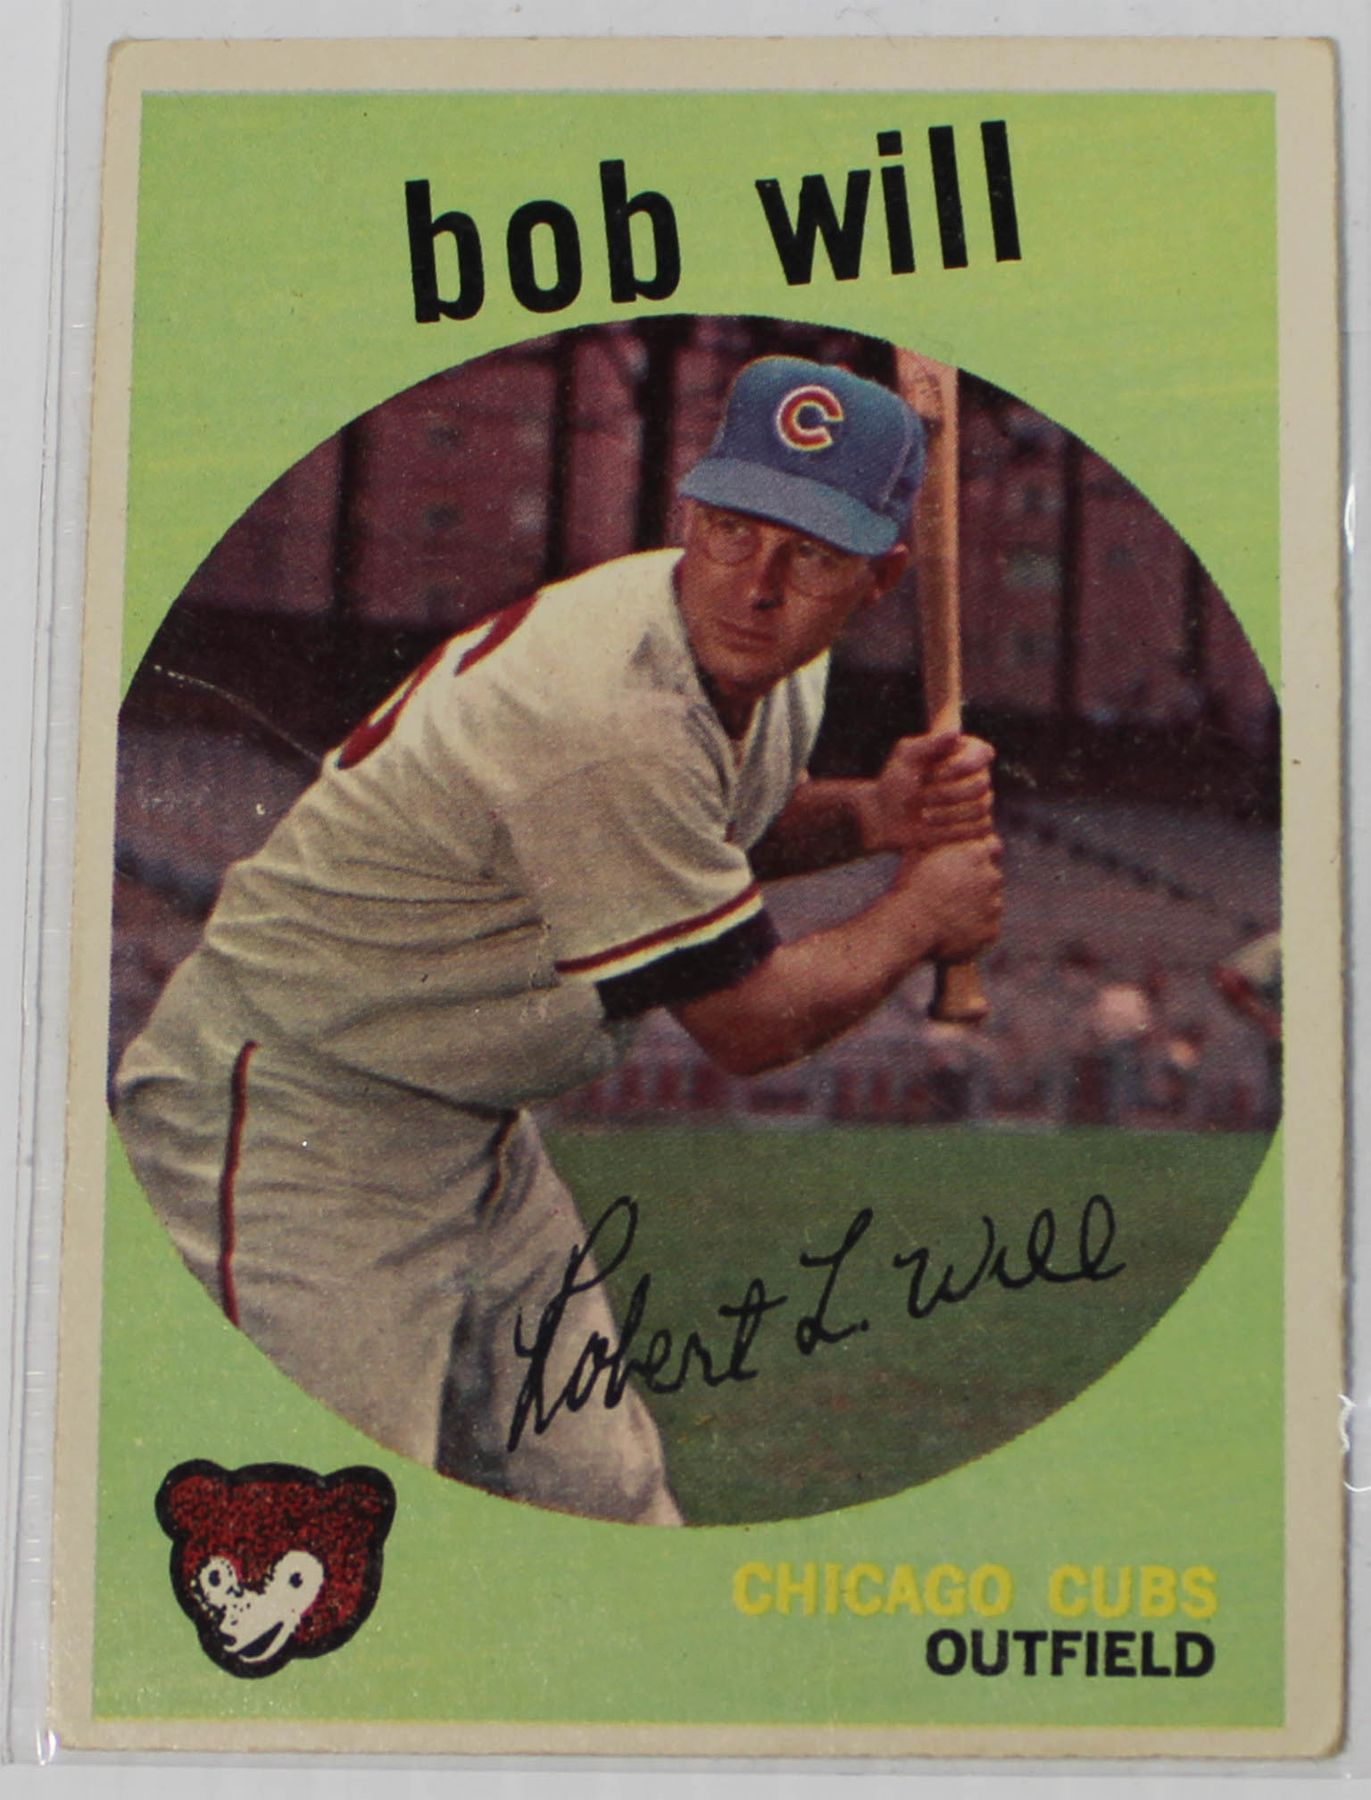 bob will
C
Robert L. Will
CHICAGO CUBS
OUTFIELD